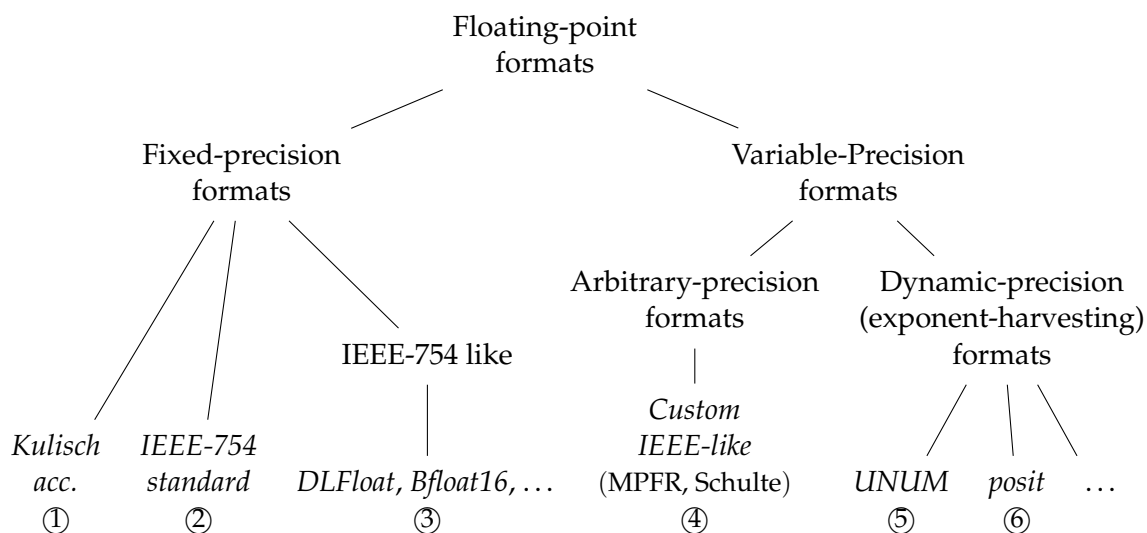 Floating-point
formats
Fixed-precision
formats
Variable-Precision
formats
Arbitrary-precision
formats
Dynamic-precision
(exponent-harvesting)
formats
IEEE-754 like
Kulisch
acc.
①
IEEE-754
standard
②
DLFloat, Bfloat16, ...
③
Custom
IEEE-like
(MPFR, Schulte)
④
UNUM
⑤
posit
⑥
...